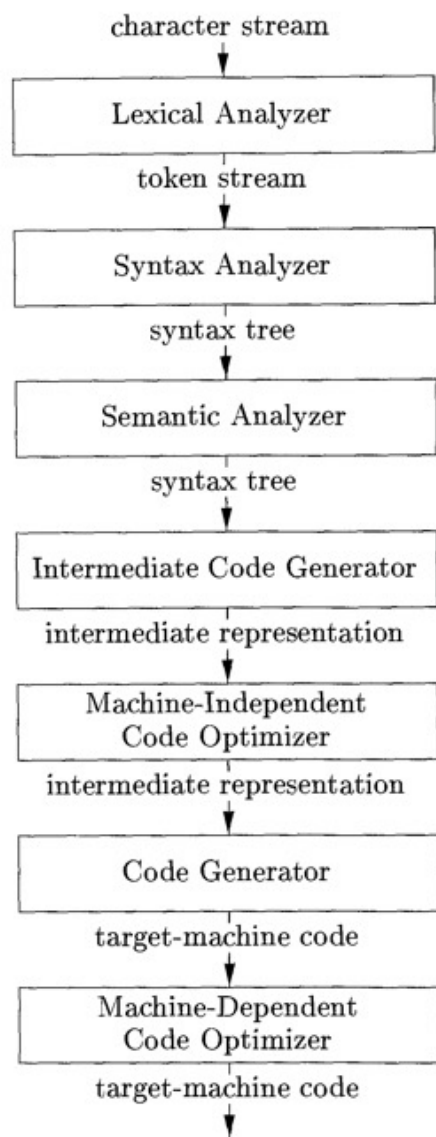 character stream
Lexical Analyzer
token stream
Syntax Analyzer
syntax tree
Semantic Analyzer
syntax tree
Intermediate Code Generator
intermediate representation
Machine-Independent
Code Optimizer
intermediate representation
Code Generator
target-machine code
Machine-Dependent
Code Optimizer
target-machine code